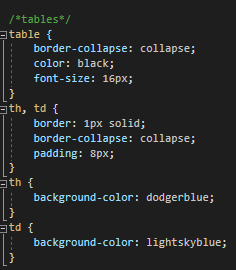 /*tables*/
table {
border-collapse: collapse;
color: black;
font-size: 16px;
}
th, td {
border: 1px solid;
border-collapse: collapse;
padding: 8px;
}
th {
background-color: dodgerblue;
}
td {
background-color: lightskyblue;
}